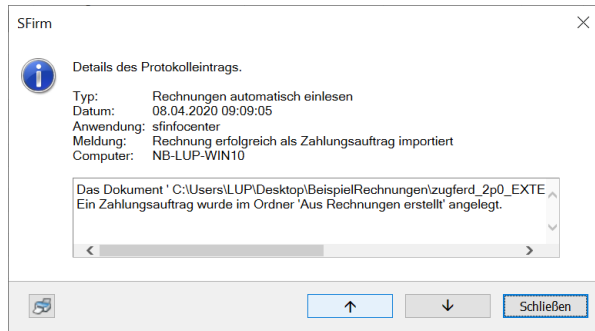 SFirm
Details des Protokolleintrags.
Typ: Rechnungen automatisch einlesen
Datum: 08.04.2020 09:09:05
Anwendung: sfinfocenter
Meldung: Rechnung erfolgreich als Zahlungsauftrag importiert
Computer: NB-LUP-WIN10
Das Dokument ' C:\Users\LUP\Desktop\BeispielRechnungen\zugferd_2p0_EXTE
Ein Zahlungsauftrag wurde im Ordner 'Aus Rechnungen erstellt' angelegt.
Schließen